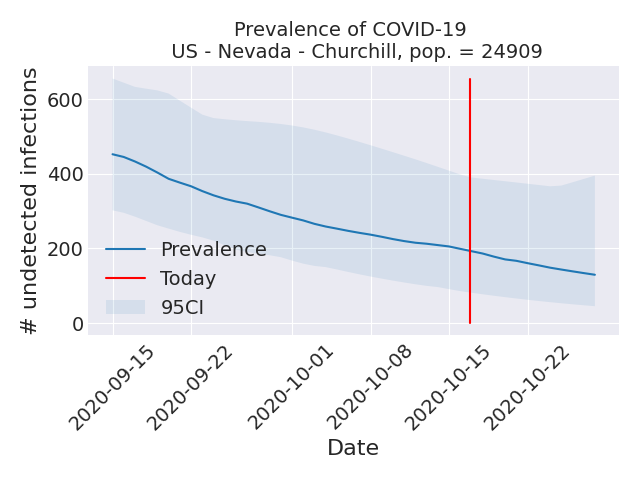 Prevalence of COVID-19
US - Nevada - Churchill, pop. = 24909
# undetected infections
600
400
200
0
Prevalence
Today
95CI
2020-09-15
2020-09-22
2020-10-01
2020-10-08
2020-10-15
2020-10-22
Date